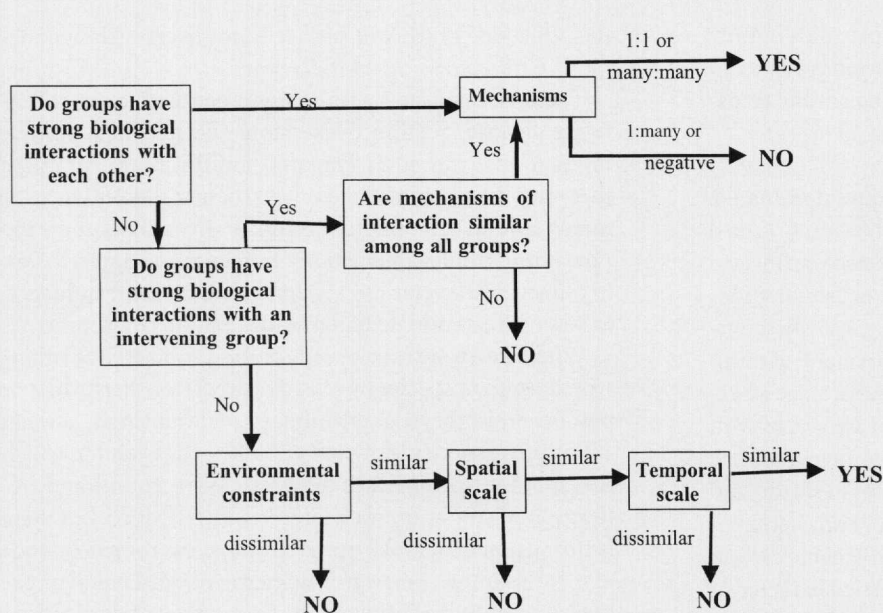 Do groups have
strong biological
interactions with
each other?
Yes
Mechanisms
1:1 or
many:many
YES
1:many or
negative
NO
Yes
No
Yes
Are mechanisms of
interaction similar
among all groups?
No
NO
Do groups have
strong biological
interactions with an
intervening group?
No
Environmental
constraints
similar
Spatial
scale
similar
Temporal
scale
similar
YES
dissimilar
NO
dissimilar
NO
dissimilar
NO